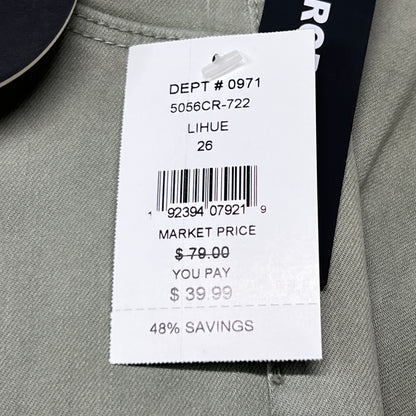 DEPT # 0971
5056CR-722
LIHUE
26
1 92394 07921 9
MARKET PRICE
$ 79.00
YOU PAY
$ 39.99
48% SAVINGS